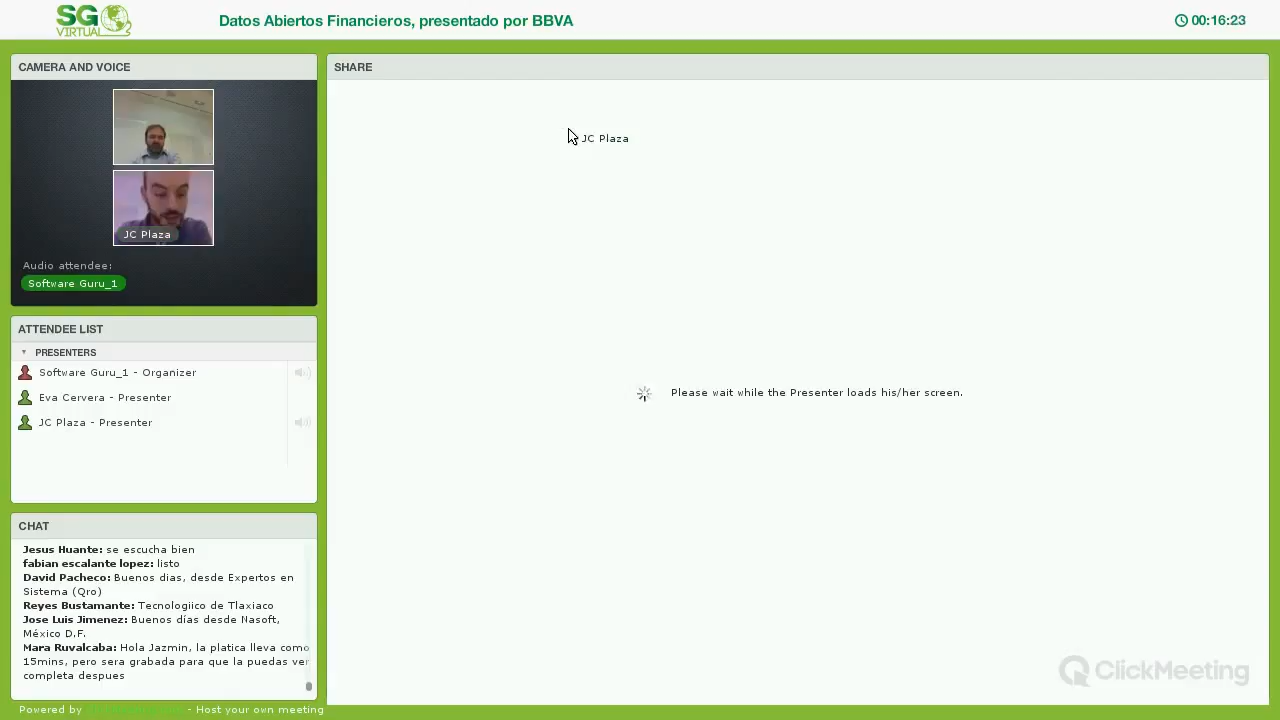 SG
VIRTUAL
Datos Abiertos Financieros, presentado por BBVA
00:16:23
CAMERA AND VOICE
JC Plaza
Audio attendee:
Software Guru_1
ATTENDEE LIST
PRESENTERS
Software Guru_1 - Organizer
Eva Cervera - Presenter
JC Plaza - Presenter
CHAT
Jesus Huante: se escucha bien
fabian escalante lopez: listo
David Pacheco: Buenos dias, desde Expertos en
Sistema (Qro)
Reyes Bustamante: Tecnologiico de Tlaxiaco
Jose Luis Jimenez: Buenos días desde Nasoft,
México D.F.
Mara Ruvalcaba: Hola Jazmin, la platica lleva como
15mins, pero sera grabada para que la puedas ver
completa despues
Powered by - Host your own meeting
SHARE
JC Plaza
Please wait while the Presenter loads his/her screen.
ClickMeeting